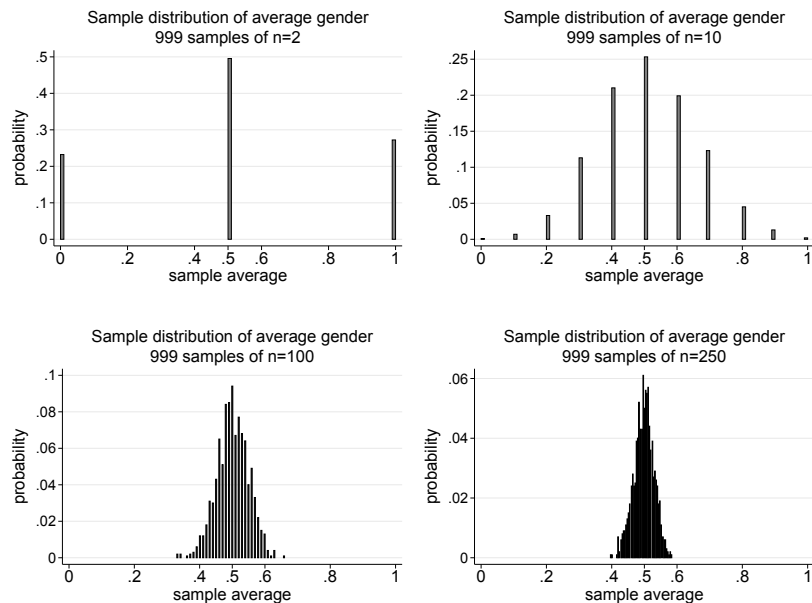 Sample distribution of average gender
999 samples of n=2
probability
.5
.4
.3
.2
.1
0
0 .2 .4 .5 .6 .8 1
sample average
Sample distribution of average gender
999 samples of n=10
probability
.25
.2
.15
.1
0.05
0
0 .2 .4 .5 .6 .8 1
sample average
Sample distribution of average gender
999 samples of n=100
probability
.1
.08
.06
.04
.02
0
0 .2 .4 .5 .6 .8 1
sample average
Sample distribution of average gender
999 samples of n=250
probability
.06
.04
.02
0
0 .2 .4 .5 .6 .8 1
sample average